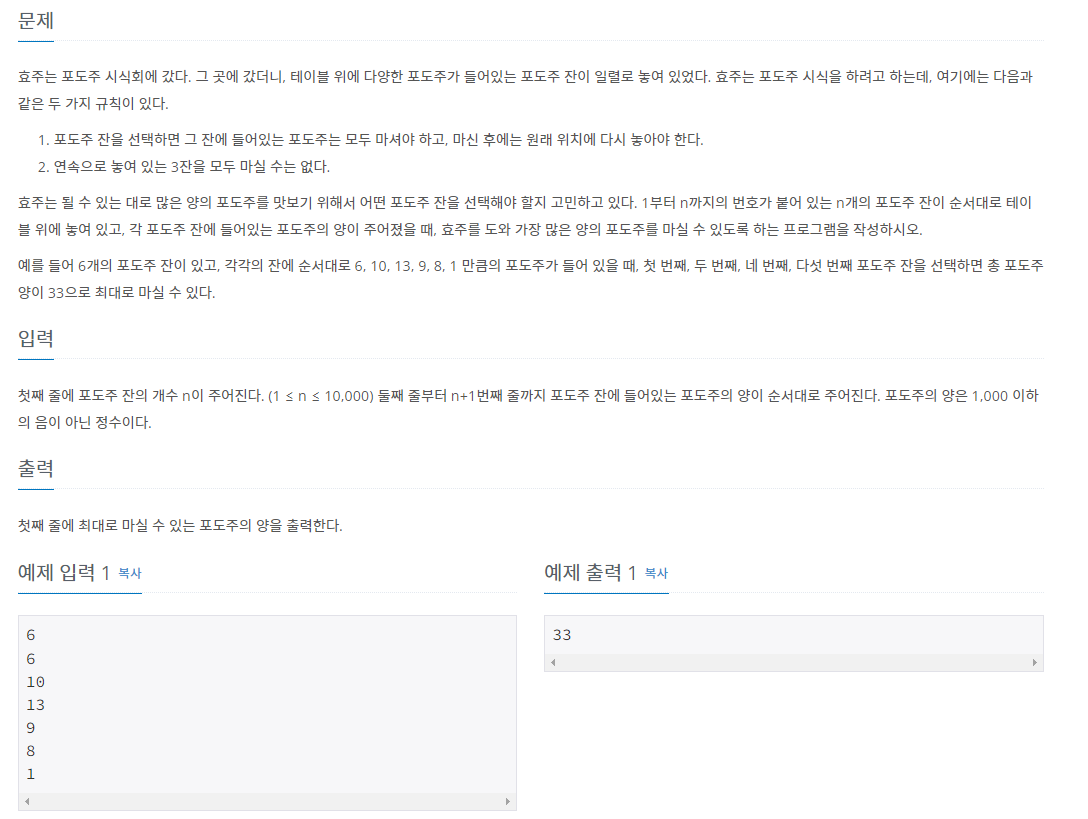 문제
효주는 포도주 시식회에 갔다. 그 곳에 갔더니, 테이블 위에 다양한 포도주가 들어있는 포도주 잔이 일렬로 놓여 있었다. 효주는 포도주 시식을 하려고 하는데, 여기에는 다음과
같은 두 가지 규칙이 있다.
1. 포도주 잔을 선택하면 그 잔에 들어있는 포도주는 모두 마셔야 하고, 마신 후에는 원래 위치에 다시 놓아야 한다.
2. 연속으로 놓여 있는 3잔을 모두 마실 수는 없다.
효주는 될 수 있는 대로 많은 양의 포도주를 맛보기 위해서 어떤 포도주 잔을 선택해야 할지 고민하고 있다. 1부터 n까지의 번호가 붙어 있는 n개의 포도주 잔이 순서대로 테이
블 위에 놓여 있고, 각 포도주 잔에 들어있는 포도주의 양이 주어졌을 때, 효주를 도와 가장 많은 양의 포도주를 마실 수 있도록 하는 프로그램을 작성하시오.
예를 들어 6개의 포도주 잔이 있고, 각각의 잔에 순서대로 6, 10, 13, 9, 8, 1 만큼의 포도주가 들어 있을 때, 첫 번째, 두 번째, 네 번째, 다섯 번째 포도주 잔을 선택하면 총 포도주
양이 33으로 최대로 마실 수 있다.
입력
첫째 줄에 포도주 잔의 개수 n이 주어진다. (1 ≤ n ≤ 10,000) 둘째 줄부터 n+1번째 줄까지 포도주 잔에 들어있는 포도주의 양이 순서대로 주어진다. 포도주의 양은 1,000 이하
의 음이 아닌 정수이다.
출력
첫째 줄에 최대로 마실 수 있는 포도주의 양을 출력한다.
예제 입력 1 복사
6
6
10
13
9
8
1
예제 출력 1 복사
33